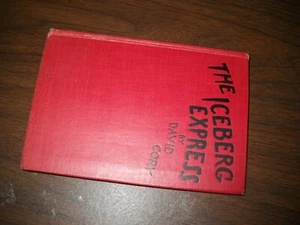 THE ICEBERG
EXPRESS
BY
DAVID
CORY